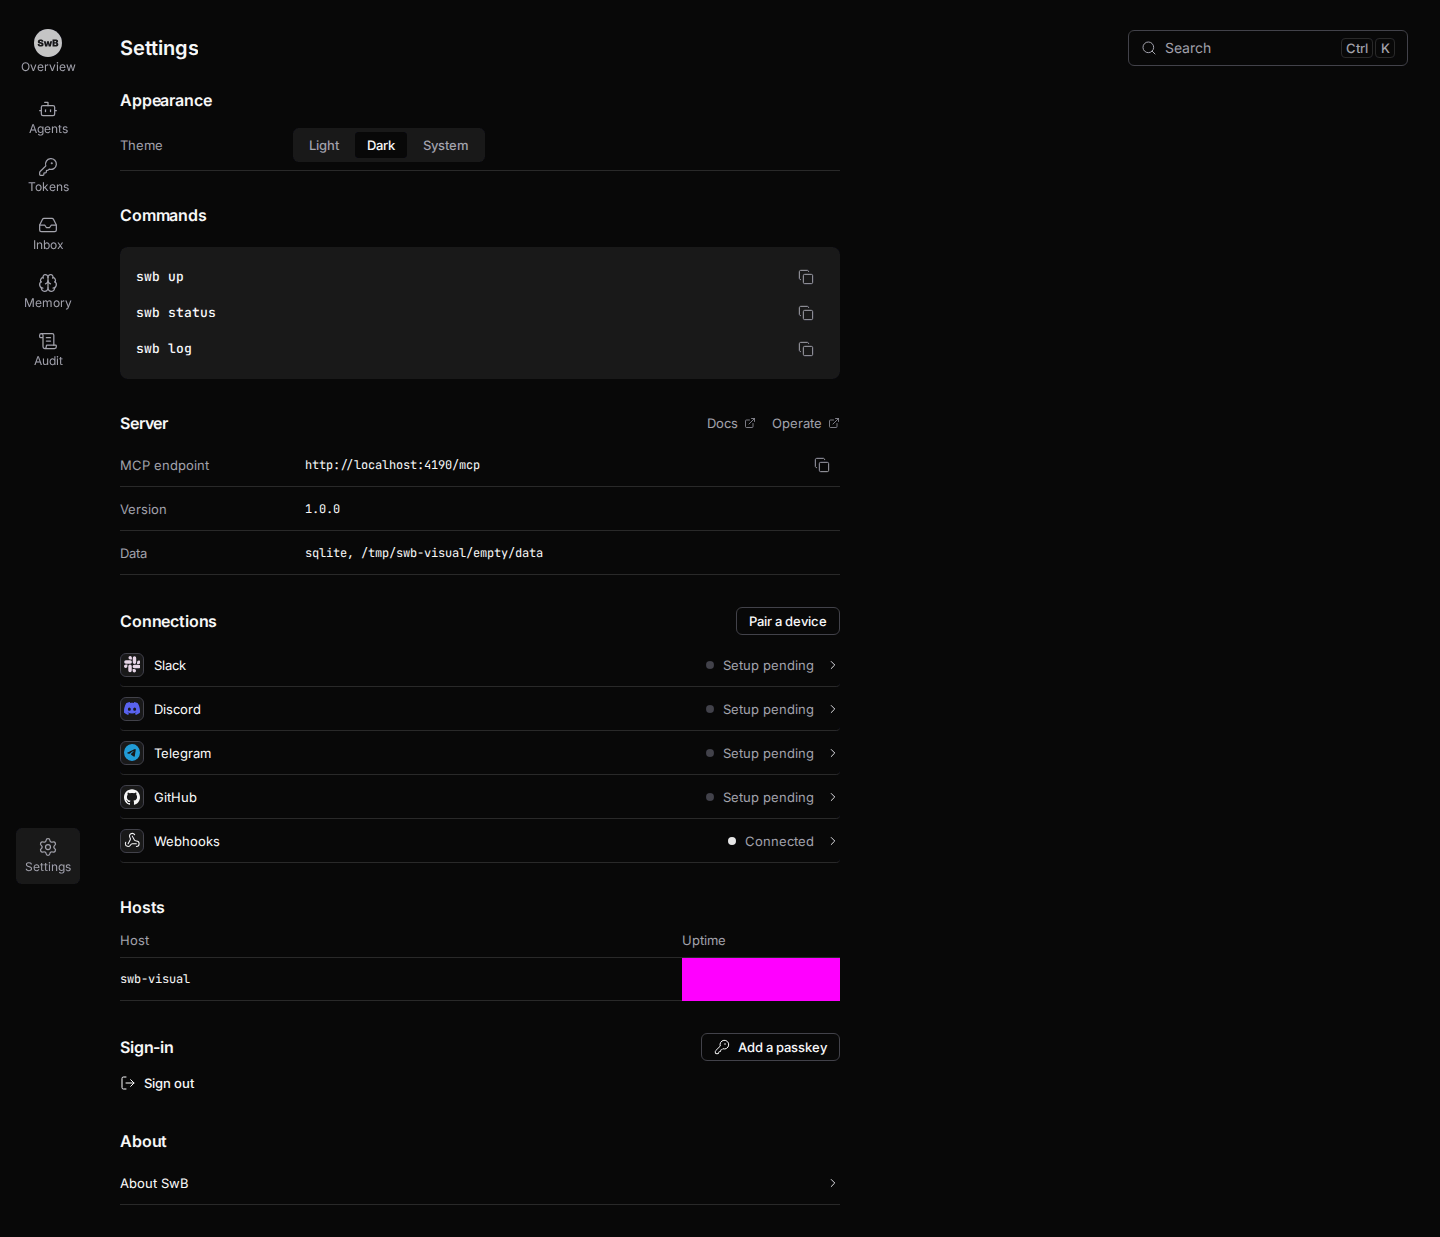 SwB
Overview
Agents
Tokens
Inbox
Memory
Audit
Settings
Settings
Search
Ctrl K
Appearance
Theme
Light Dark System
Commands
swb up
swb status
swb log
Server
Docs
Operate
MCP endpoint
http://localhost:4190/mcp
Version
1.0.0
Data
sqlite, /tmp/swb-visual/empty/data
Connections
Pair a device
Slack
Setup pending
Discord
Setup pending
Telegram
Setup pending
GitHub
Setup pending
Webhooks
Connected
Hosts
Host
Uptime
swb-visual
Sign-in
Add a passkey
Sign out
About
About SwB